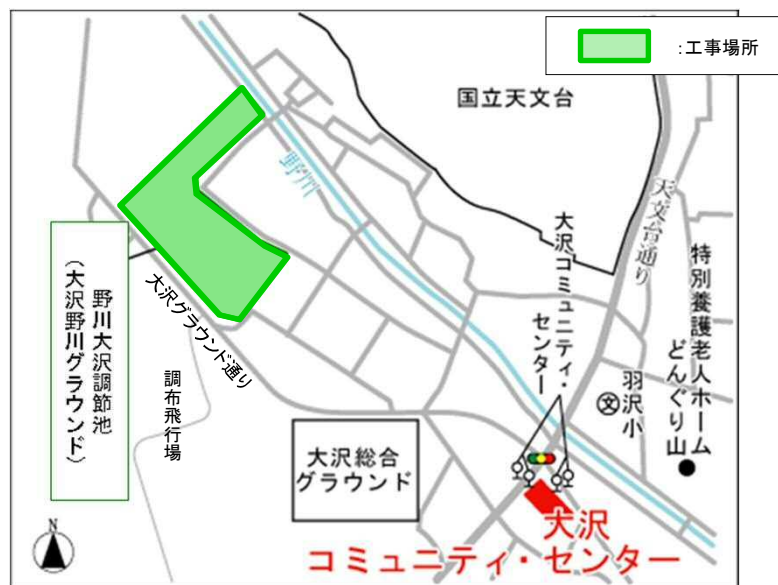 ：工事場所
国立天文台
野川
天文台通り
大沢コミュニティ・
センター
特別養護老人ホーム
どんぐり山
羽沢小
文
野川大沢調節池
（大沢野川グラウンド）
大沢グラウンド通り
調布飛行場
大沢総合
グラウンド
大沢
コミュニティ・センター
N